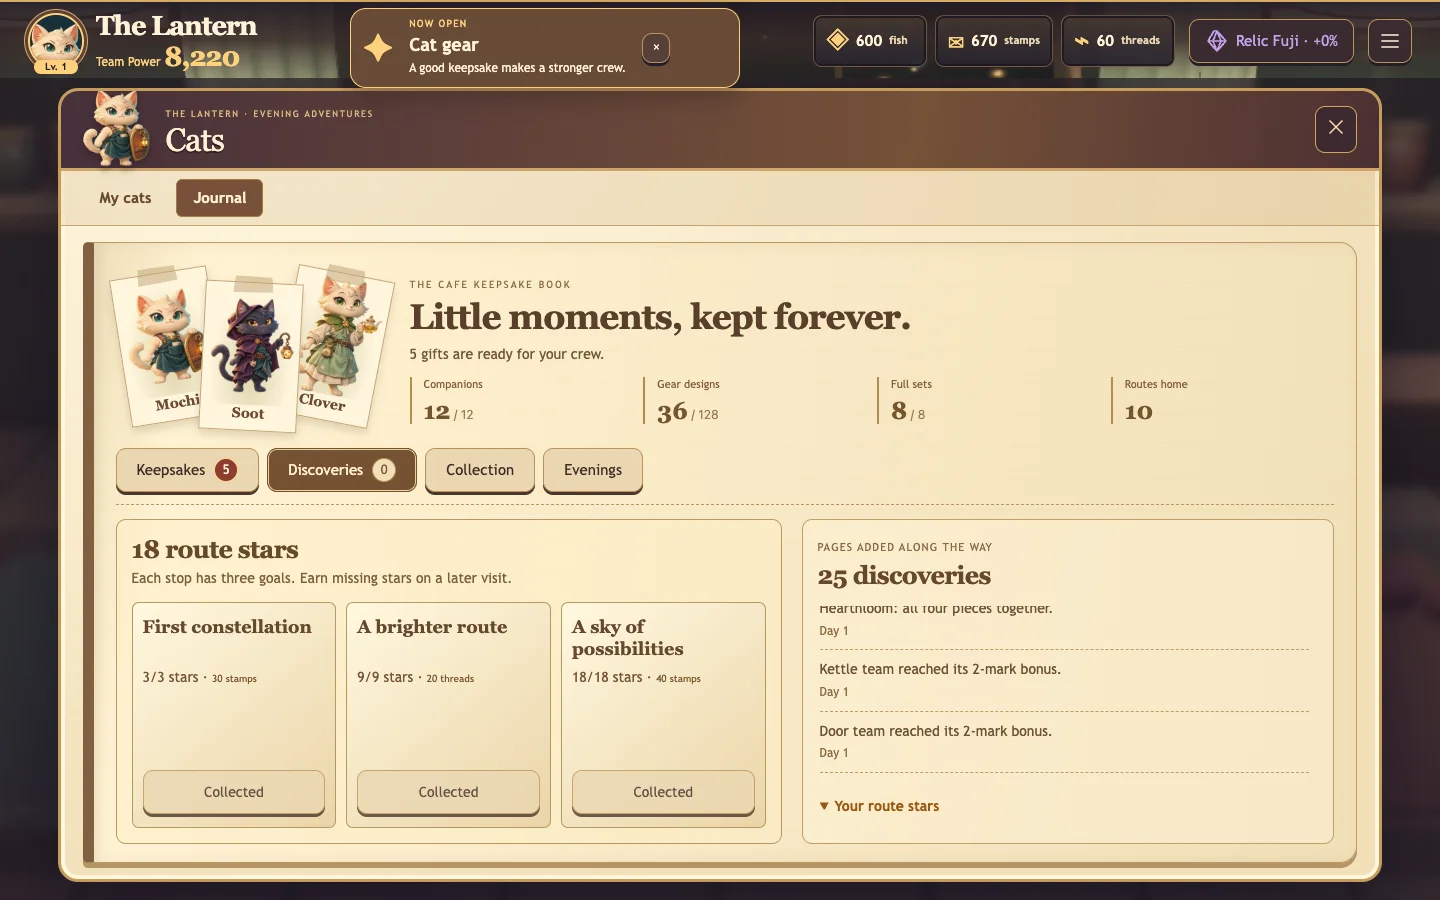 The Lantern
Team Power 8,220
Lv. 1
NOW OPEN
Cat gear
A good keepsake makes a stronger crew.
×
600 fish
670 stamps
60 threads
Relic Fuji · +0%
THE LANTERN · EVENING ADVENTURES
Cats
My cats
Journal
Mochi
Soot
Clover
THE CAFE KEEPSAKE BOOK
Little moments, kept forever.
5 gifts are ready for your crew.
Companions
12 / 12
Gear designs
36 / 128
Full sets
8 / 8
Routes home
10
Keepsakes 5
Discoveries 0
Collection
Evenings
18 route stars
Each stop has three goals. Earn missing stars on a later visit.
First constellation
3/3 stars · 30 stamps
Collected
A brighter route
9/9 stars · 20 threads
Collected
A sky of
possibilities
18/18 stars · 40 stamps
Collected
PAGES ADDED ALONG THE WAY
25 discoveries
Hearthloom: all four pieces together.
Day 1
Kettle team reached its 2-mark bonus.
Day 1
Door team reached its 2-mark bonus.
Day 1
▼ Your route stars